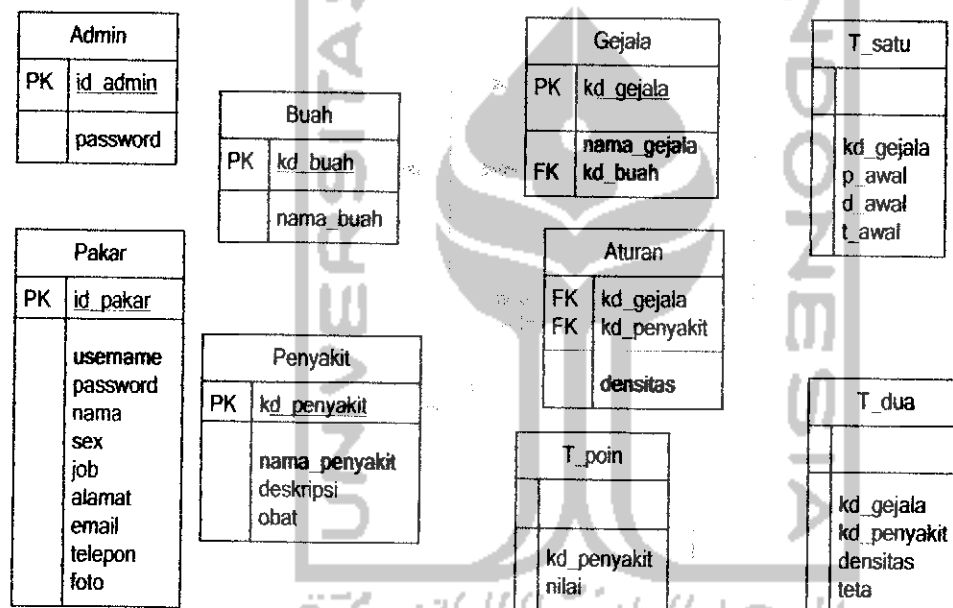 Admin
PK id_admin
password
Buah
PK kd_buah
nama_buah
Gejala
PK kd_gejala
nama_gejala
FK kd_buah
T_satu
kd_gejala
p_awal
d_awal
t_awal
Pakar
PK id_pakar
username
password
nama
sex
job
alamat
email
telepon
foto
Penyakit
PK kd_penyakit
nama_penyakit
deskripsi
obat
Aturan
FK kd_gejala
FK kd_penyakit
densitas
T_poin
kd_penyakit
nilai
T_dua
kd_gejala
kd_penyakit
densitas
teta
UNIVERSITAS
INDONESIA